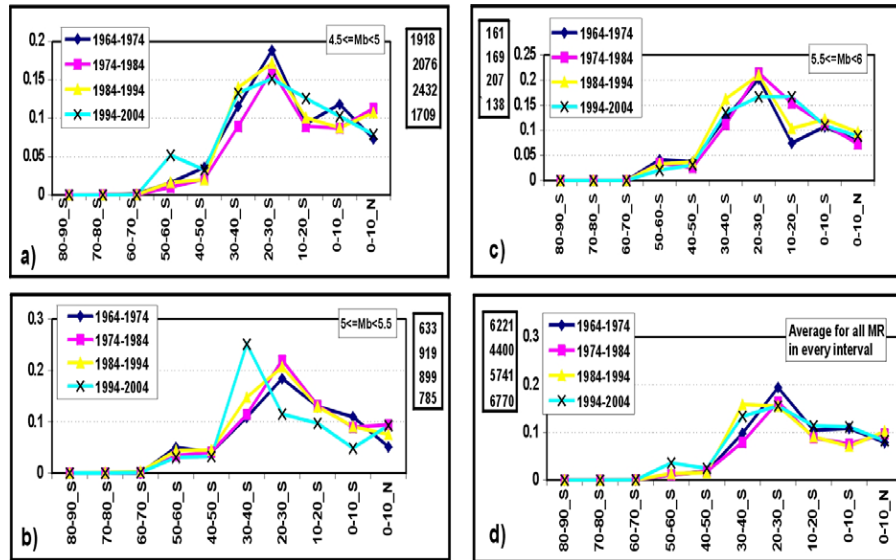 1964-1974
1974-1984
1984-1994
1994-2004
4.5<=Mb<5
1918
2076
2432
1709
0.2
0.15
0.1
0.05
0
80-90_S
70-80_S
60-70_S
50-60_S
40-50_S
30-40_S
20-30_S
10-20_S
0-10_S
0-10_N
a)
161
169
207
138
1964-1974
1974-1984
1984-1994
1994-2004
5.5<=Mb<6
0.25
0.2
0.15
0.1
0.05
0
80-90_S
70-80_S
60-70_S
50-60_S
40-50_S
30-40_S
20-30_S
10-20_S
0-10_S
0-10_N
c)
1964-1974
1974-1984
1984-1994
1994-2004
5<=Mb<5.5
633
919
899
785
0.3
0.2
0.1
0
80-90_S
70-80_S
60-70_S
50-60_S
40-50_S
30-40_S
20-30_S
10-20_S
0-10_S
0-10_N
b)
6221
4400
5741
6770
1964-1974
1974-1984
1984-1994
1994-2004
Average for all MR
in every interval
0.3
0.2
0.1
0
80-90_S
70-80_S
60-70_S
50-60_S
40-50_S
30-40_S
20-30_S
10-20_S
0-10_S
0-10_N
d)